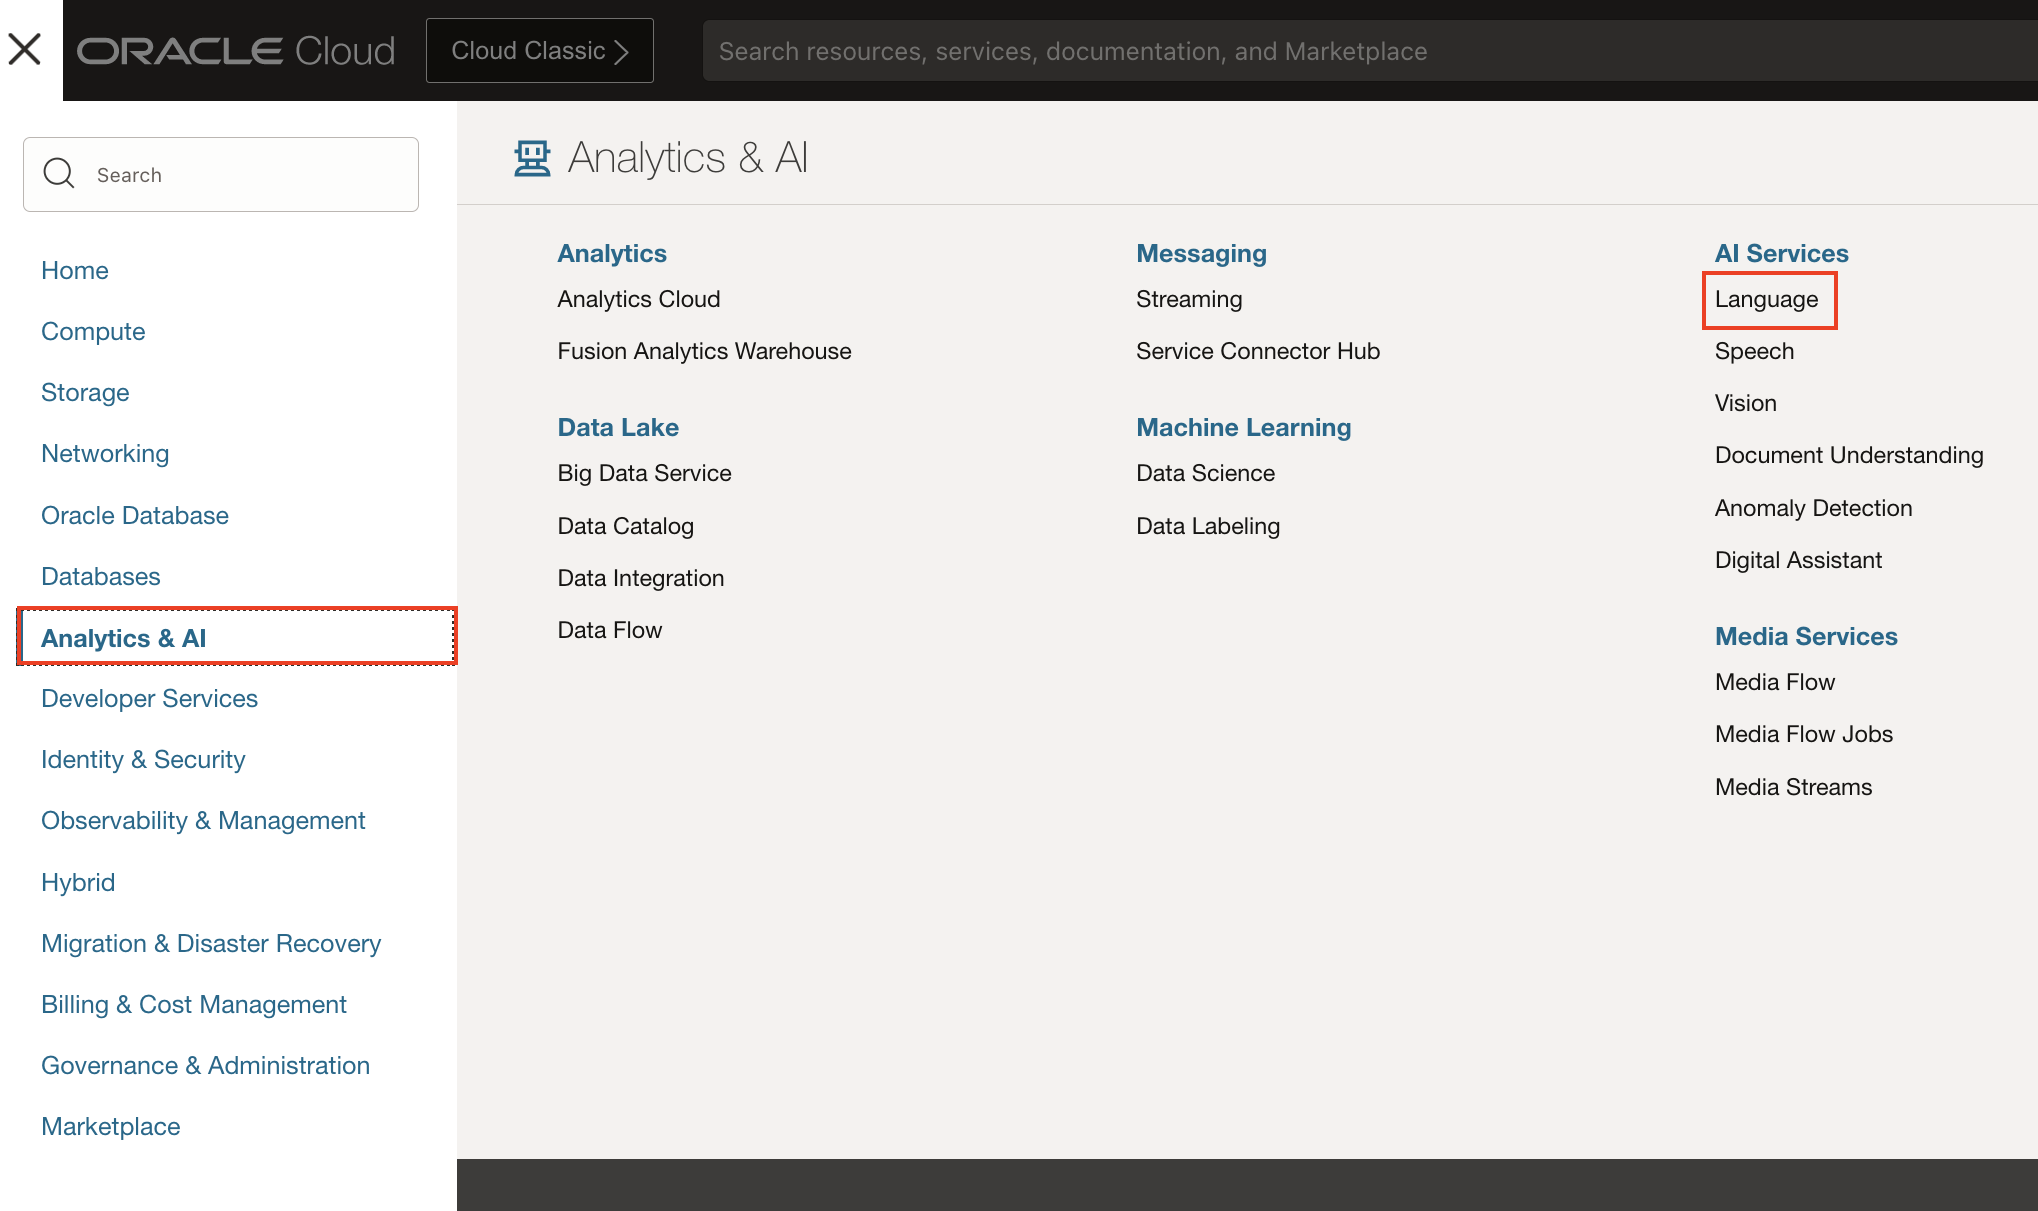 ORACLE Cloud
Cloud Classic
Search resources, services, documentation, and Marketplace
Search
Home
Compute
Storage
Networking
Oracle Database
Databases
Analytics & AI
Developer Services
Identity & Security
Observability & Management
Hybrid
Migration & Disaster Recovery
Billing & Cost Management
Governance & Administration
Marketplace
Analytics & AI
Analytics
Analytics Cloud
Fusion Analytics Warehouse
Data Lake
Big Data Service
Data Catalog
Data Integration
Data Flow
Messaging
Streaming
Service Connector Hub
Machine Learning
Data Science
Data Labeling
AI Services
Language
Speech
Vision
Document Understanding
Anomaly Detection
Digital Assistant
Media Services
Media Flow
Media Flow Jobs
Media Streams